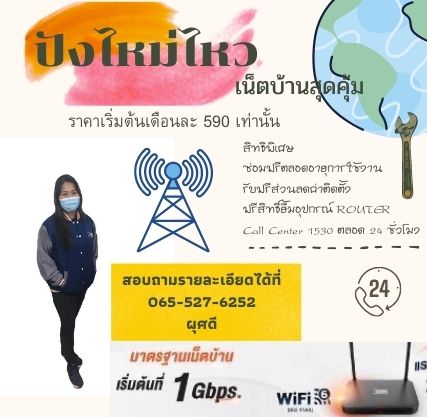 ปังไหม่ไหว
เน็ตบ้านสุดคุ้ม
ราคาเริ่มต้นเดือนละ 590 เท่านั้น
สิทธิพิเศษ
ซ่อมฟรีตลอดอายุการใช้งาน
รับฟรีส่วนลดค่าติดตั้ง
ฟรีสิทธิ์ยืมอุปกรณ์ ROUTER
Call Center 1530 ตลอด 24 ชั่วโมง
สอบถามรายละเอียดได้ที่
065-527-6252
ผุศดี
24
มาตรฐานเน็ตบ้าน
เริ่มต้นที่ 1 Gbps.
WiFi 6
(802.11AX)